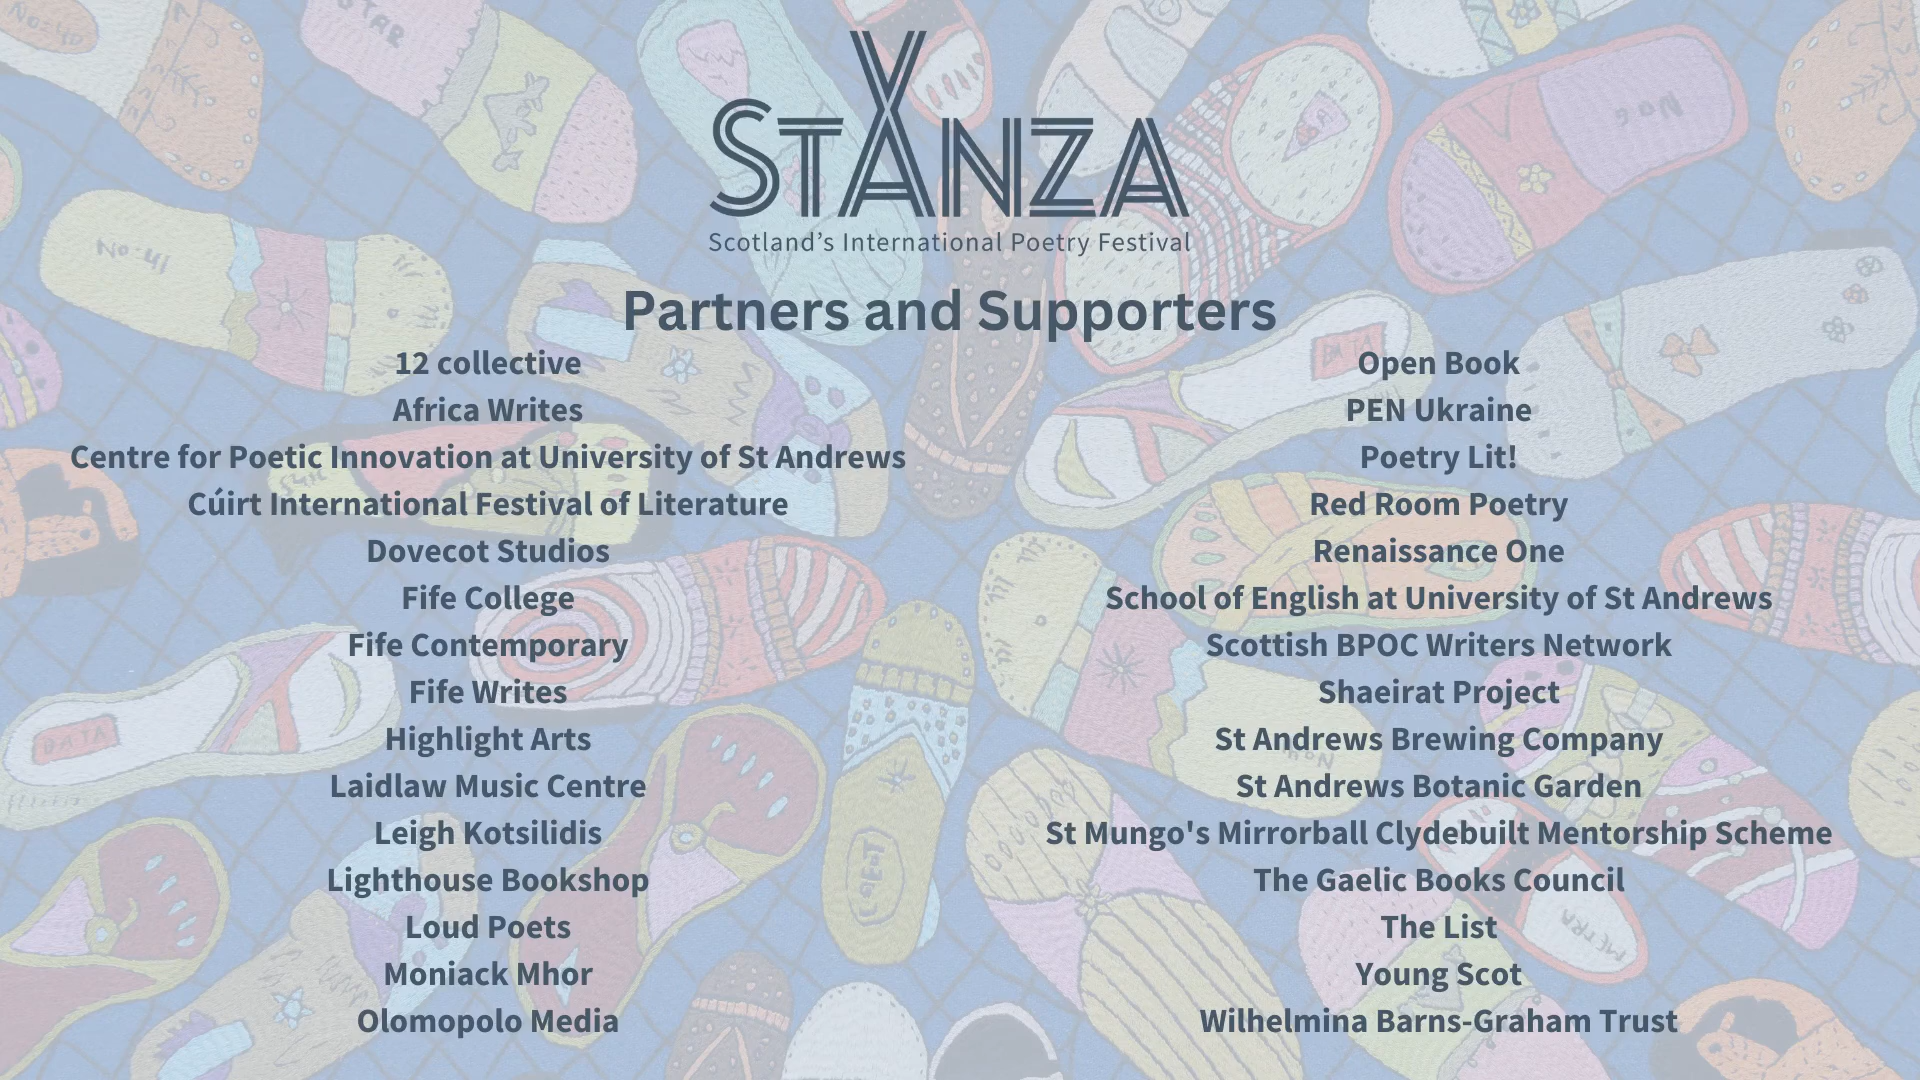 STANZA
Scotland's International Poetry Festival
Partners and Supporters
12 collective
Africa Writes
Centre for Poetic Innovation at University of St Andrews
Cúirt International Festival of Literature
Dovecot Studios
Fife College
Fife Contemporary
Fife Writes
Highlight Arts
Laidlaw Music Centre
Leigh Kotsilidis
Lighthouse Bookshop
Loud Poets
Moniack Mhor
Olomopolo Media
Open Book
PEN Ukraine
Poetry Lit!
Red Room Poetry
Renaissance One
School of English at University of St Andrews
Scottish BPOC Writers Network
Shaeirat Project
St Andrews Brewing Company
St Andrews Botanic Garden
St Mungo's Mirrorball Clydebuilt Mentorship Scheme
The Gaelic Books Council
The List
Young Scot
Wilhelmina Barns-Graham Trust
STAR
BATA
BATA
METRA